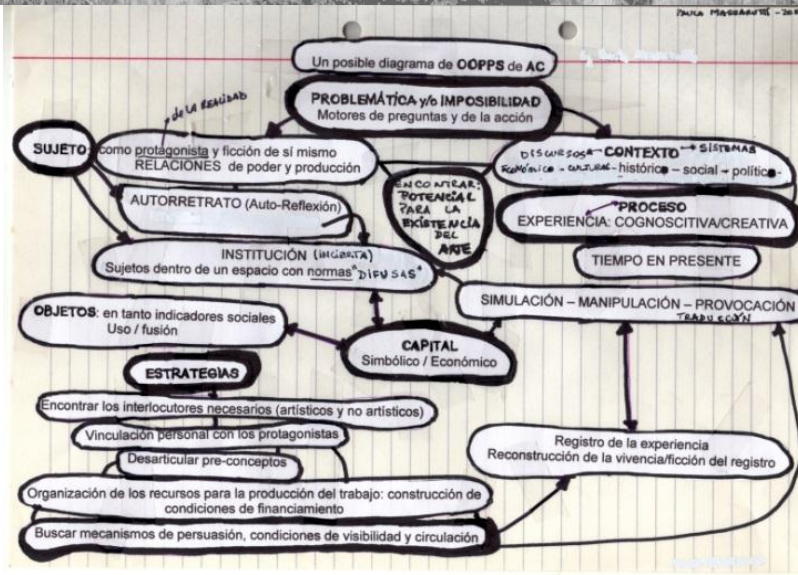 PAULA MASSARUTTI
Un posible diagrama de OOPPS de AC
PROBLEMÁTICA y/o IMPOSIBILIDAD
Motores de preguntas y de la acción
de LA REALIDAD
SUJETO: como protagonista y ficción de sí mismo
RELACIONES de poder y producción
DISCURSOS CONTEXTO SISTEMAS
ECONÓMICO - CULTURAL - histórico - social - político -
ENCONTRAR:
POTENCIAL
PARA LA
EXISTENCIA
DEL
ARTE
AUTORRETRATO (Auto-Reflexión)
PROCESO
EXPERIENCIA: COGNOSCITIVA/CREATIVA
INSTITUCIÓN (INCIERTA)
Sujetos dentro de un espacio con normas "DIFUSAS"
TIEMPO EN PRESENTE
SIMULACIÓN – MANIPULACIÓN – PROVOCACIÓN
TRADUCCIÓN
OBJETOS: en tanto indicadores sociales
Uso / fusión
CAPITAL
Simbólico / Económico
ESTRATEGIAS
Encontrar los interlocutores necesarios (artísticos y no artísticos)
Vinculación personal con los protagonistas
Desarticular pre-conceptos
Registro de la experiencia
Reconstrucción de la vivencia/ficción del registro
Organización de los recursos para la producción del trabajo: construcción de
condiciones de financiamiento
Buscar mecanismos de persuasión, condiciones de visibilidad y circulación